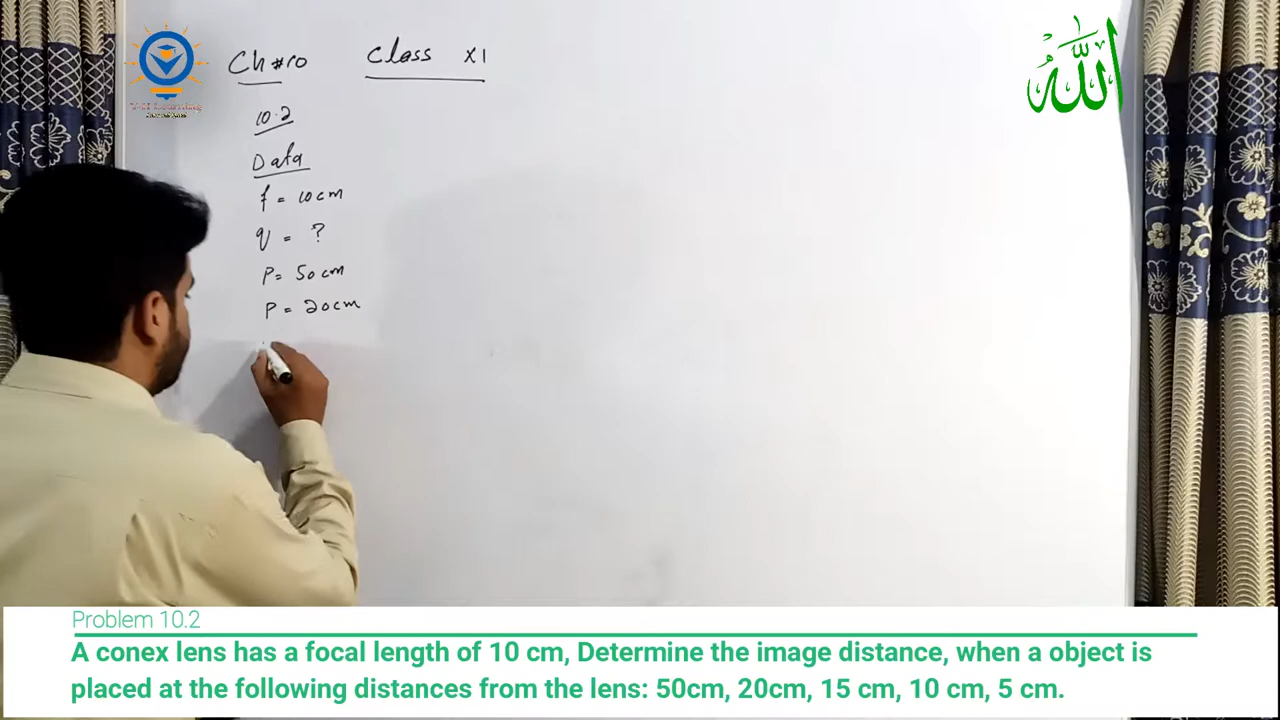 Ch#10 Class XI
10.2
Data
f = 10cm
q = ?
P = 50cm
P = 20cm
الله
Problem 10.2
A conex lens has a focal length of 10 cm, Determine the image distance, when a object is
placed at the following distances from the lens: 50cm, 20cm, 15 cm, 10 cm, 5 cm.